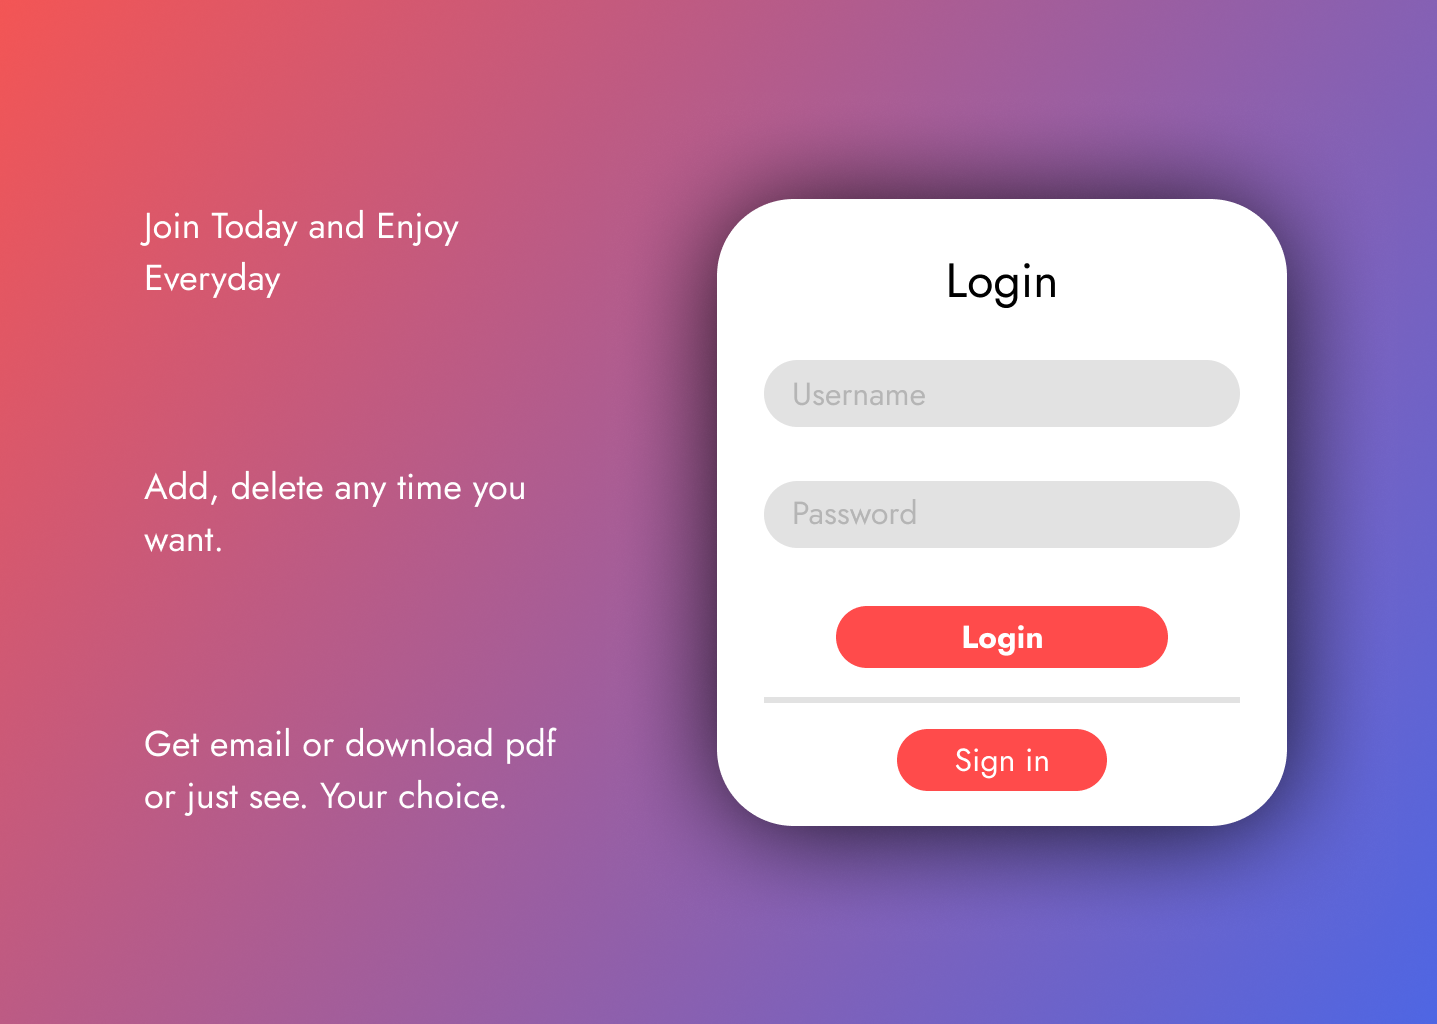 Join Today and Enjoy
Everyday
Add, delete any time you
want.
Get email or download pdf
or just see. Your choice.
Login
Username
Password
Login
Sign in